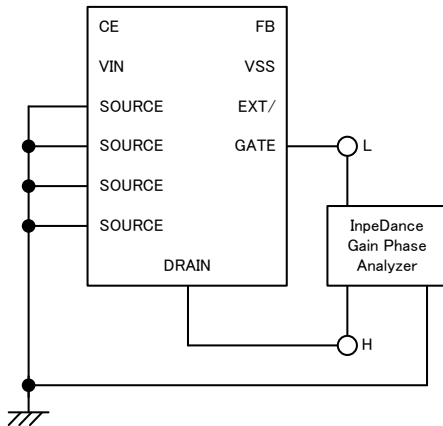 CE FB
VIN VSS
SOURCE EXT/
SOURCE GATE L
SOURCE
SOURCE
InpeDance
Gain Phase
Analyzer
DRAIN
H